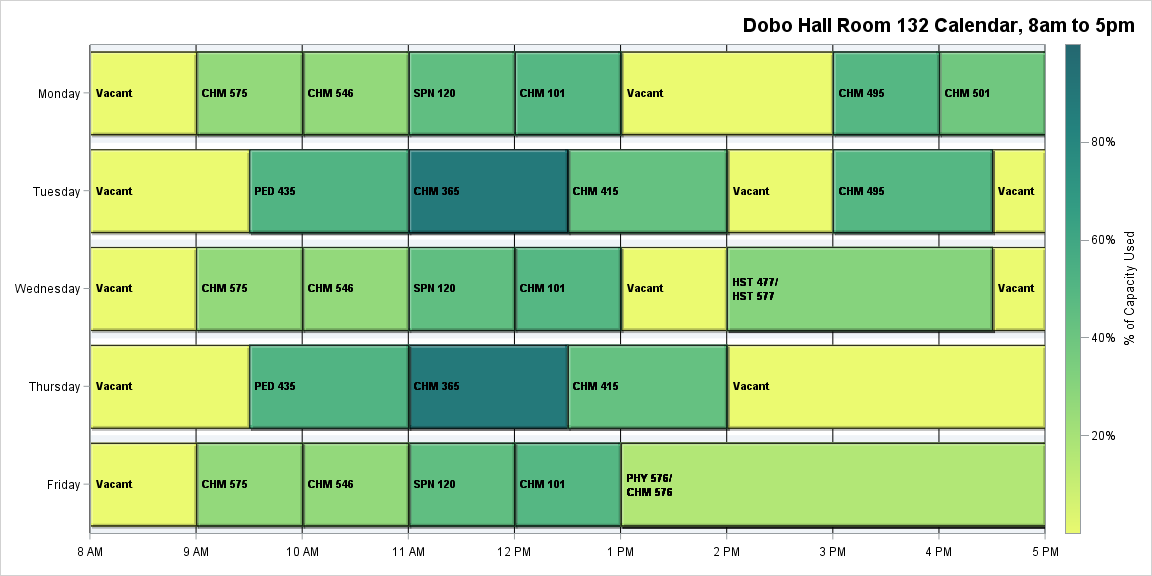 Dobo Hall Room 132 Calendar, 8am to 5pm
Monday
Vacant
CHM 575
CHM 546
SPN 120
CHM 101
Vacant
CHM 495
CHM 501
Tuesday
Vacant
PED 435
CHM 365
CHM 415
Vacant
CHM 495
Vacant
Wednesday
Vacant
CHM 575
CHM 546
SPN 120
CHM 101
Vacant
HST 477/
HST 577
Vacant
Thursday
Vacant
PED 435
CHM 365
CHM 415
Vacant
Friday
Vacant
CHM 575
CHM 546
SPN 120
CHM 101
PHY 576/
CHM 576
8 AM
9 AM
10 AM
11 AM
12 PM
1 PM
2 PM
3 PM
4 PM
5 PM
80%
60%
40%
20%
% of Capacity Used